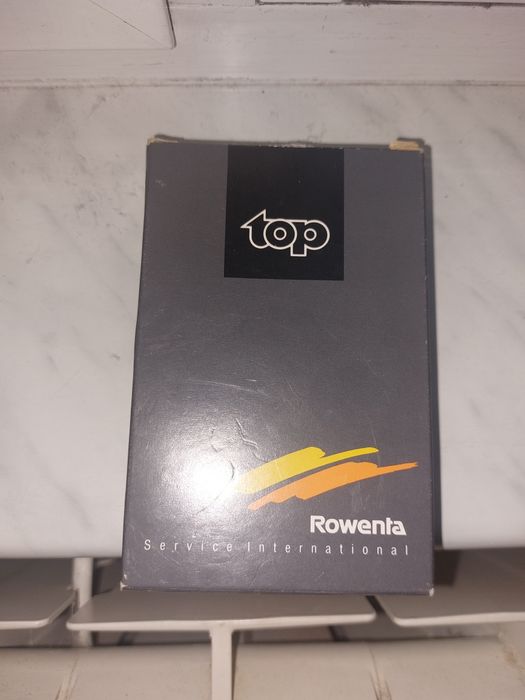 top
Rowenta
Service International